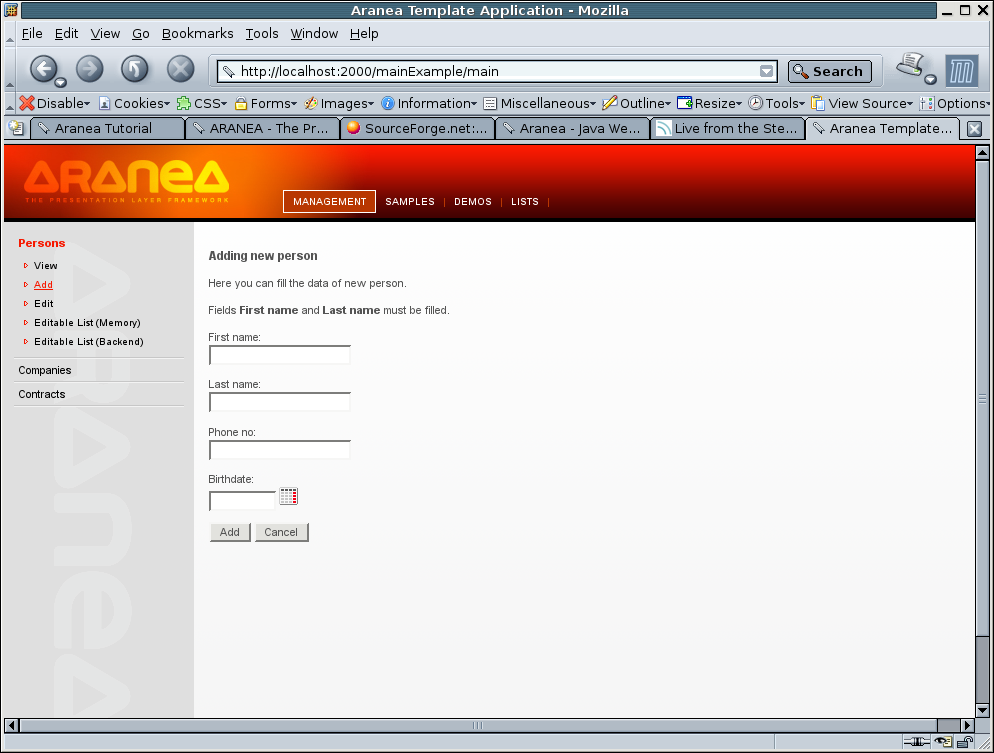 Aranea Template Application - Mozilla
File Edit View Go Bookmarks Tools Window Help
http://localhost:2000/mainExample/main Search
Disable Cookies CSS Forms Images Information Miscellaneous Outline Resize Tools View Source Options
Aranea Tutorial ARANEA - The Pr... SourceForge.net:... Aranea - Java We... Live from the Ste... Aranea Template...
ARANEA
THE PRESENTATION LAYER FRAMEWORK
MANAGEMENT SAMPLES | DEMOS | LISTS |
Persons
View
Add
Edit
Editable List (Memory)
Editable List (Backend)
Companies
Contracts
Aranea
Adding new person
Here you can fill the data of new person.
Fields First name and Last name must be filled.
First name:
Last name:
Phone no:
Birthdate:
Add Cancel